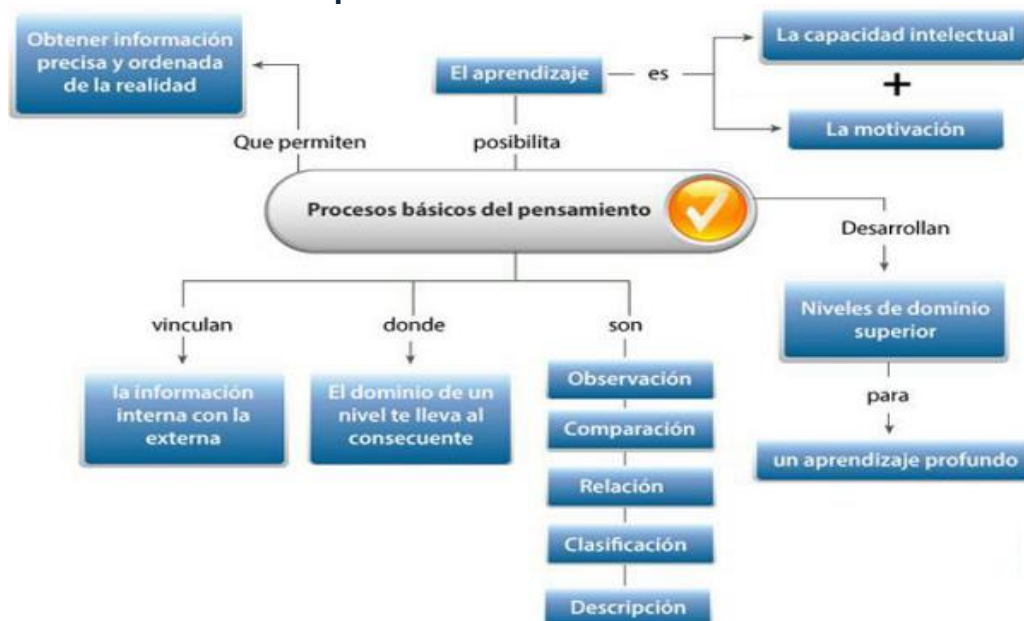 Obtener información
precisa y ordenada
de la realidad
El aprendizaje
es
La capacidad intelectual
+
La motivación
Que permiten
posibilita
Procesos básicos del pensamiento
Desarrollan
Niveles de dominio
superior
para
un aprendizaje profundo
vinculan
la información
interna con la
externa
donde
El dominio de un
nivel te lleva al
consecuente
son
Observación
Comparación
Relación
Clasificación
Descripción